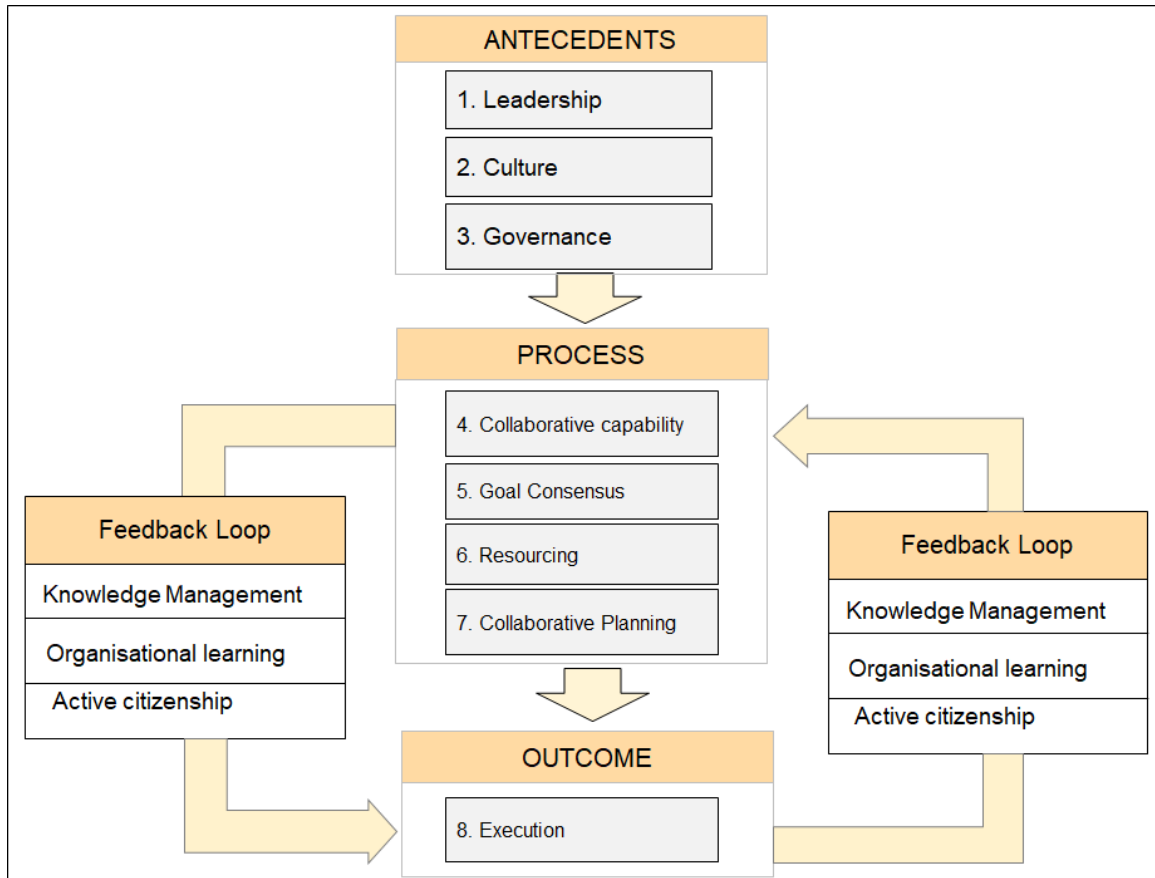 ANTECEDENTS
1. Leadership
2. Culture
3. Governance
PROCESS
4. Collaborative capability
5. Goal Consensus
6. Resourcing
7. Collaborative Planning
Feedback Loop
Knowledge Management
Organisational learning
Active citizenship
Feedback Loop
Knowledge Management
Organisational learning
Active citizenship
OUTCOME
8. Execution